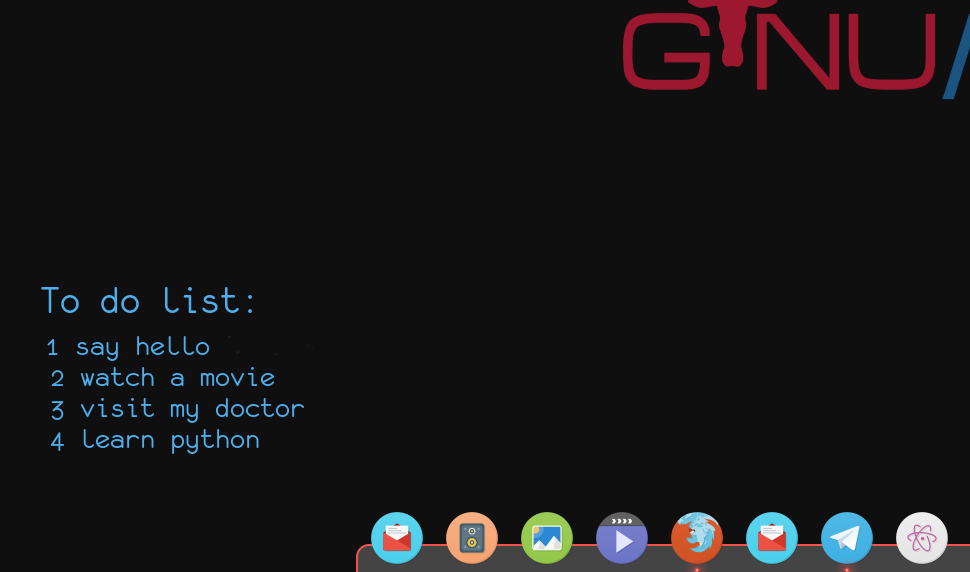 GNU/
To do list:
1 say hello
2 watch a movie
3 visit my doctor
4 learn python